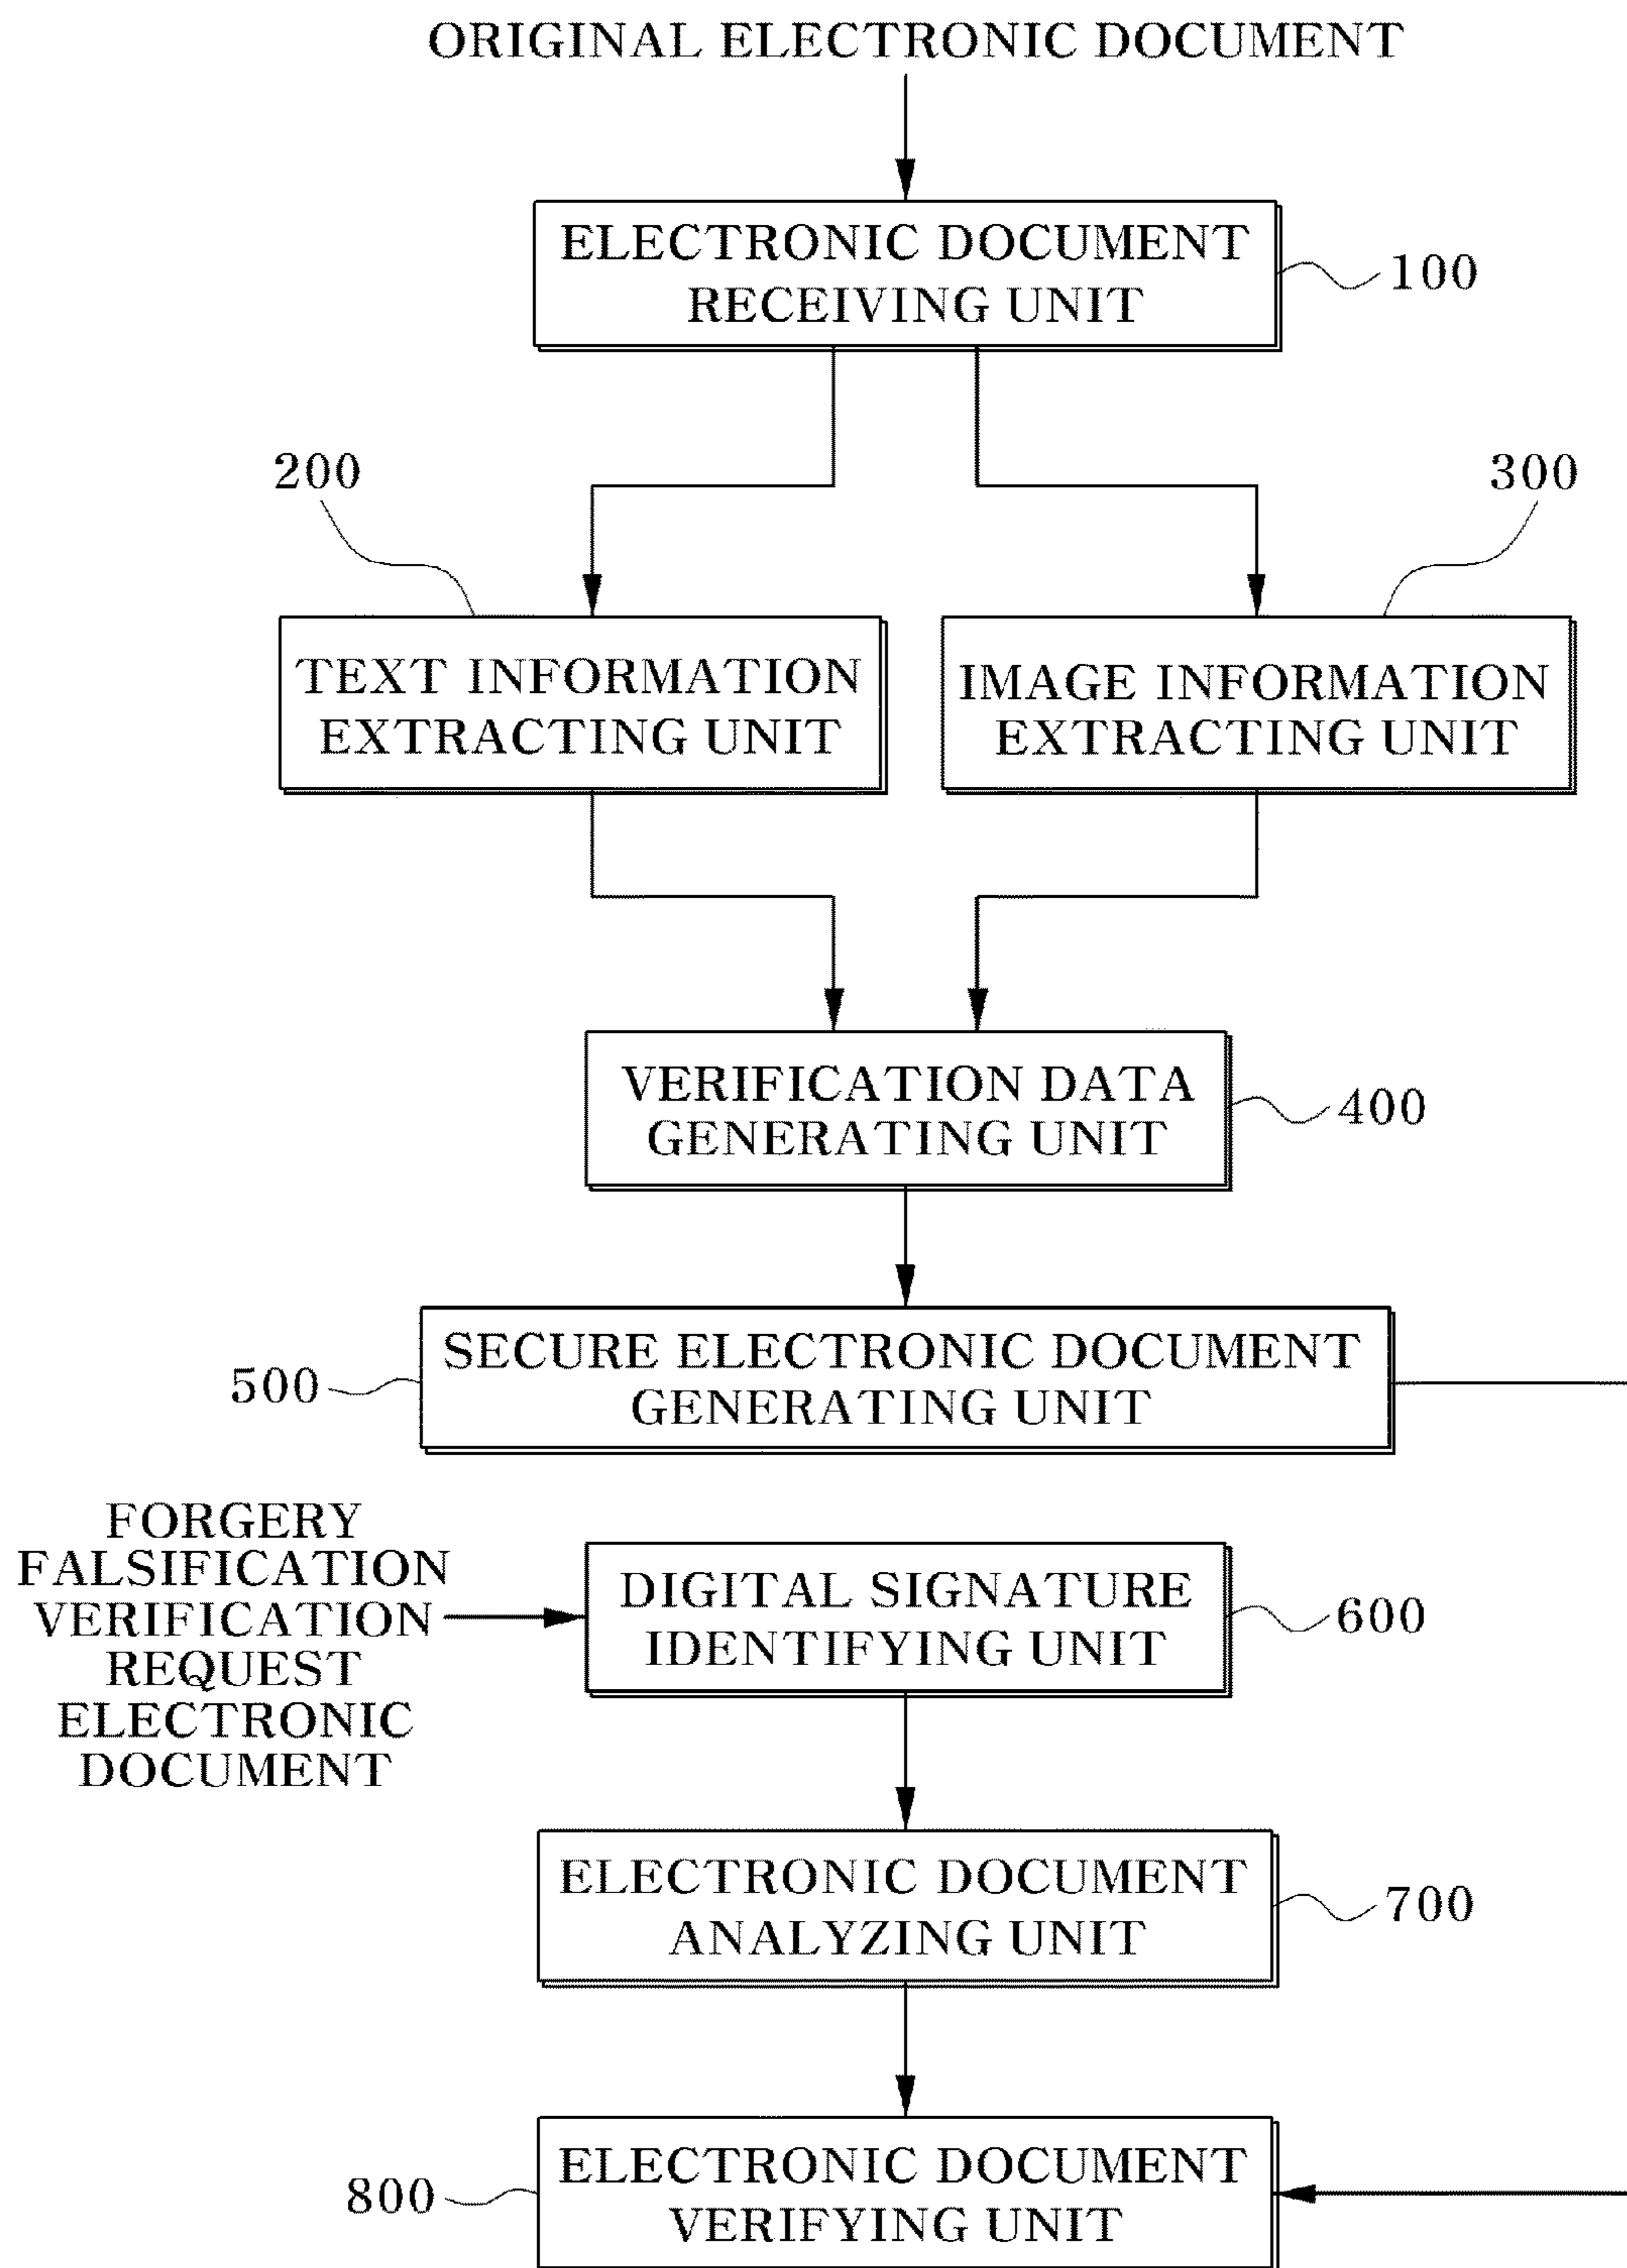 ORIGINAL ELECTRONIC DOCUMENT
ELECTRONIC DOCUMENT
RECEIVING UNIT
100
200
300
TEXT INFORMATION
EXTRACTING UNIT
IMAGE INFORMATION
EXTRACTING UNIT
VERIFICATION DATA
GENERATING UNIT
400
SECURE ELECTRONIC DOCUMENT
GENERATING UNIT
500
FORGERY
FALSIFICATION
VERIFICATION
REQUEST
ELECTRONIC
DOCUMENT
DIGITAL SIGNATURE
IDENTIFYING UNIT
600
ELECTRONIC DOCUMENT
ANALYZING UNIT
700
ELECTRONIC DOCUMENT
VERIFYING UNIT
800